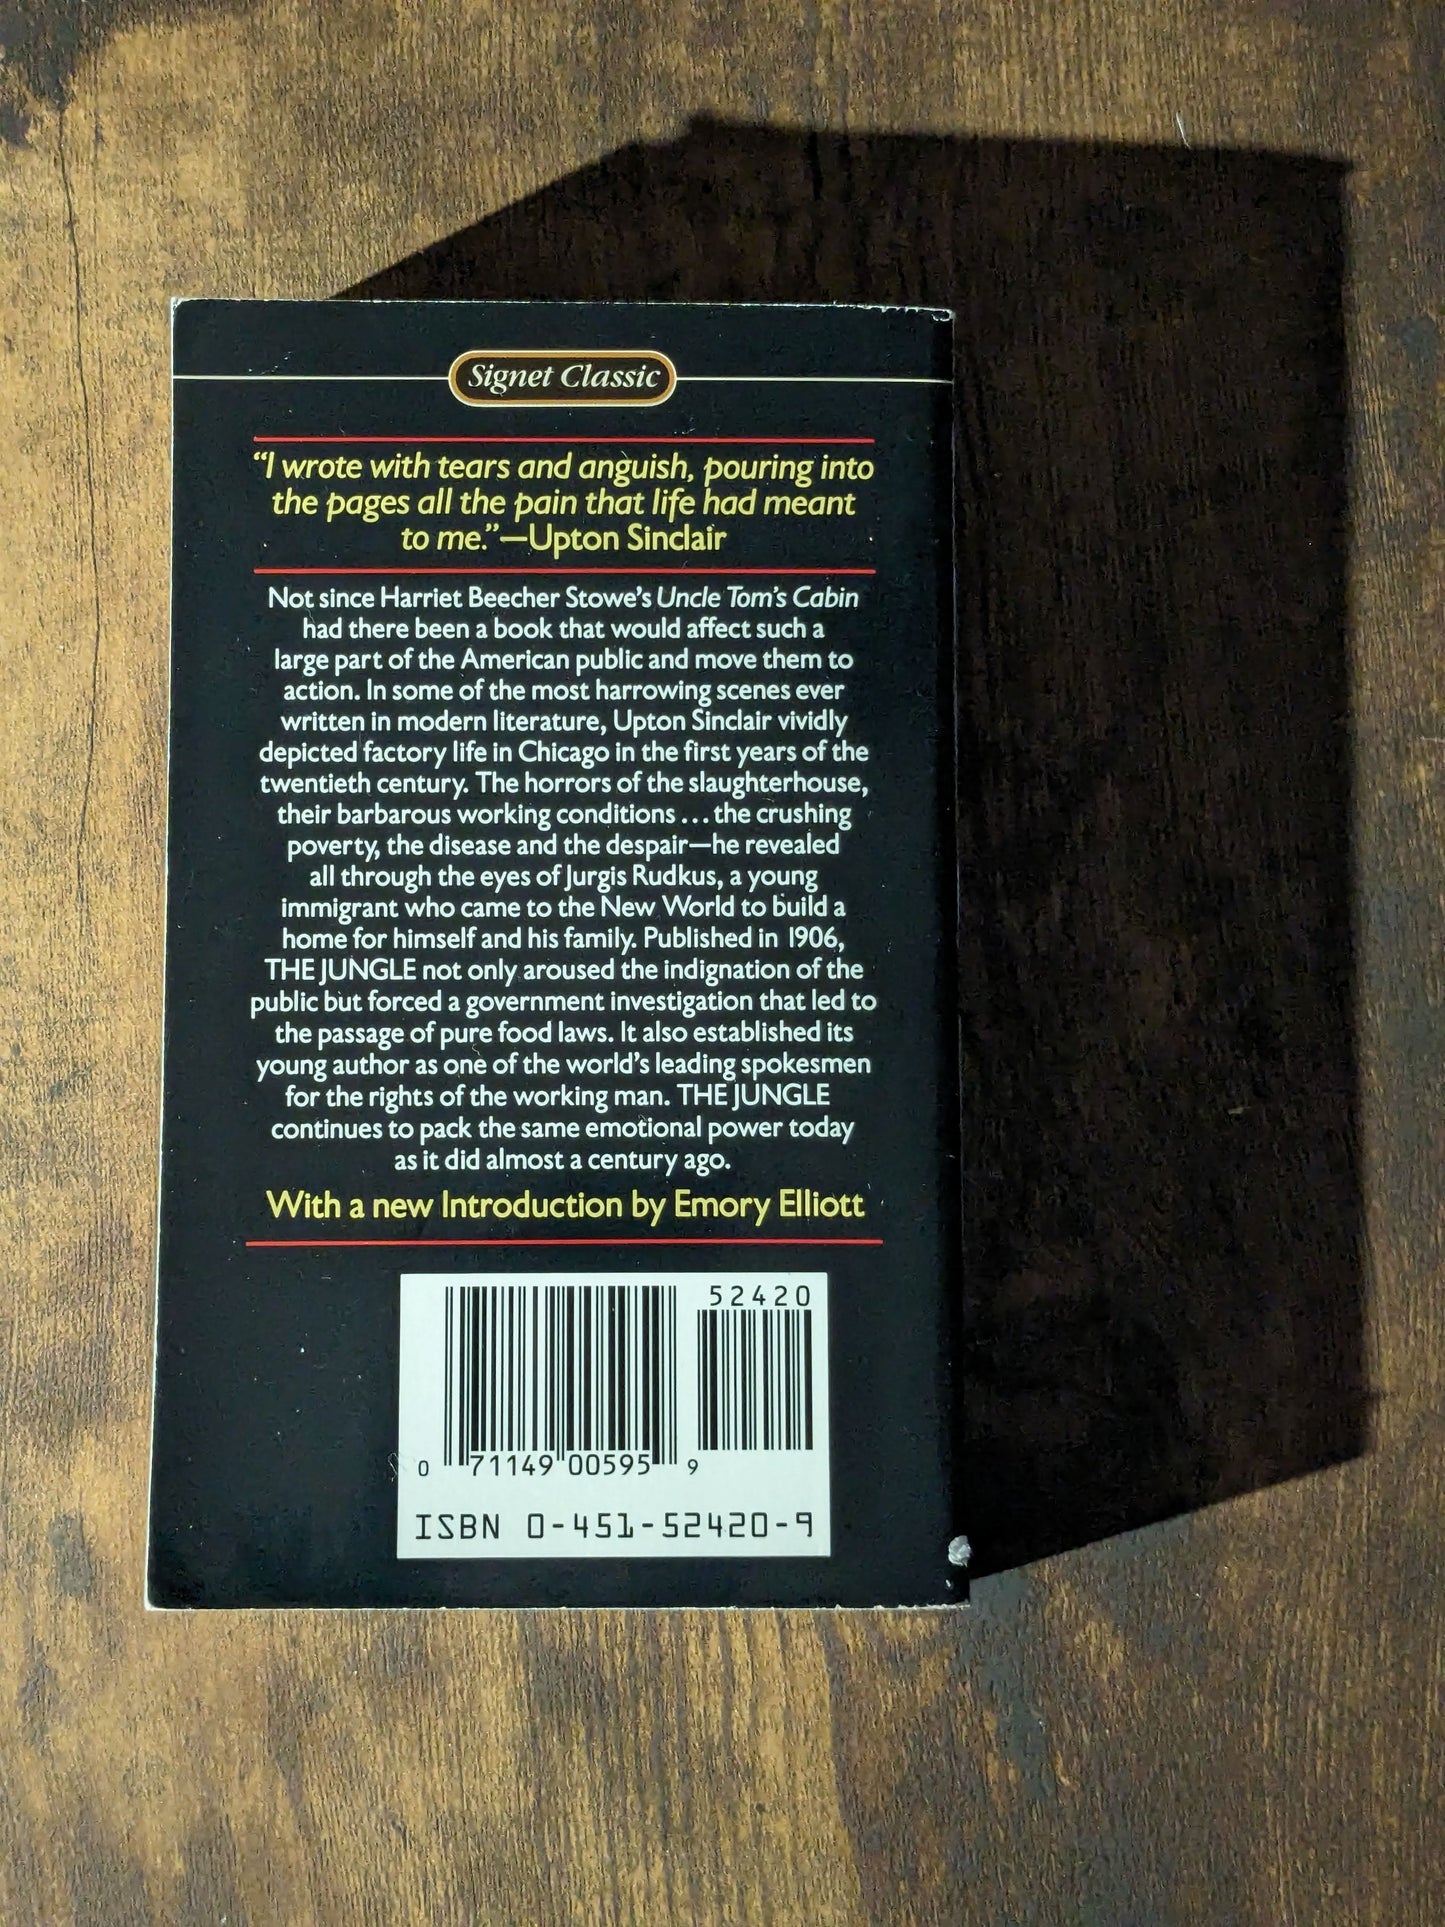 Signet Classic
“I wrote with tears and anguish, pouring into
the pages all the pain that life had meant
to me.”—Upton Sinclair
Not since Harriet Beecher Stowe’s Uncle Tom’s Cabin
had there been a book that would affect such a
large part of the American public and move them to
action. In some of the most harrowing scenes ever
written in modern literature, Upton Sinclair vividly
depicted factory life in Chicago in the first years of the
twentieth century. The horrors of the slaughterhouse,
their barbarous working conditions . . . the crushing
poverty, the disease and the despair—he revealed
all through the eyes of Jurgis Rudkus, a young
immigrant who came to the New World to build a
home for himself and his family. Published in 1906,
THE JUNGLE not only aroused the indignation of the
public but forced a government investigation that led to
the passage of pure food laws. It also established its
young author as one of the world’s leading spokesmen
for the rights of the working man. THE JUNGLE
continues to pack the same emotional power today
as it did almost a century ago.
With a new Introduction by Emory Elliott
52420
0 71149 00595 9
ISBN 0-451-52420-9